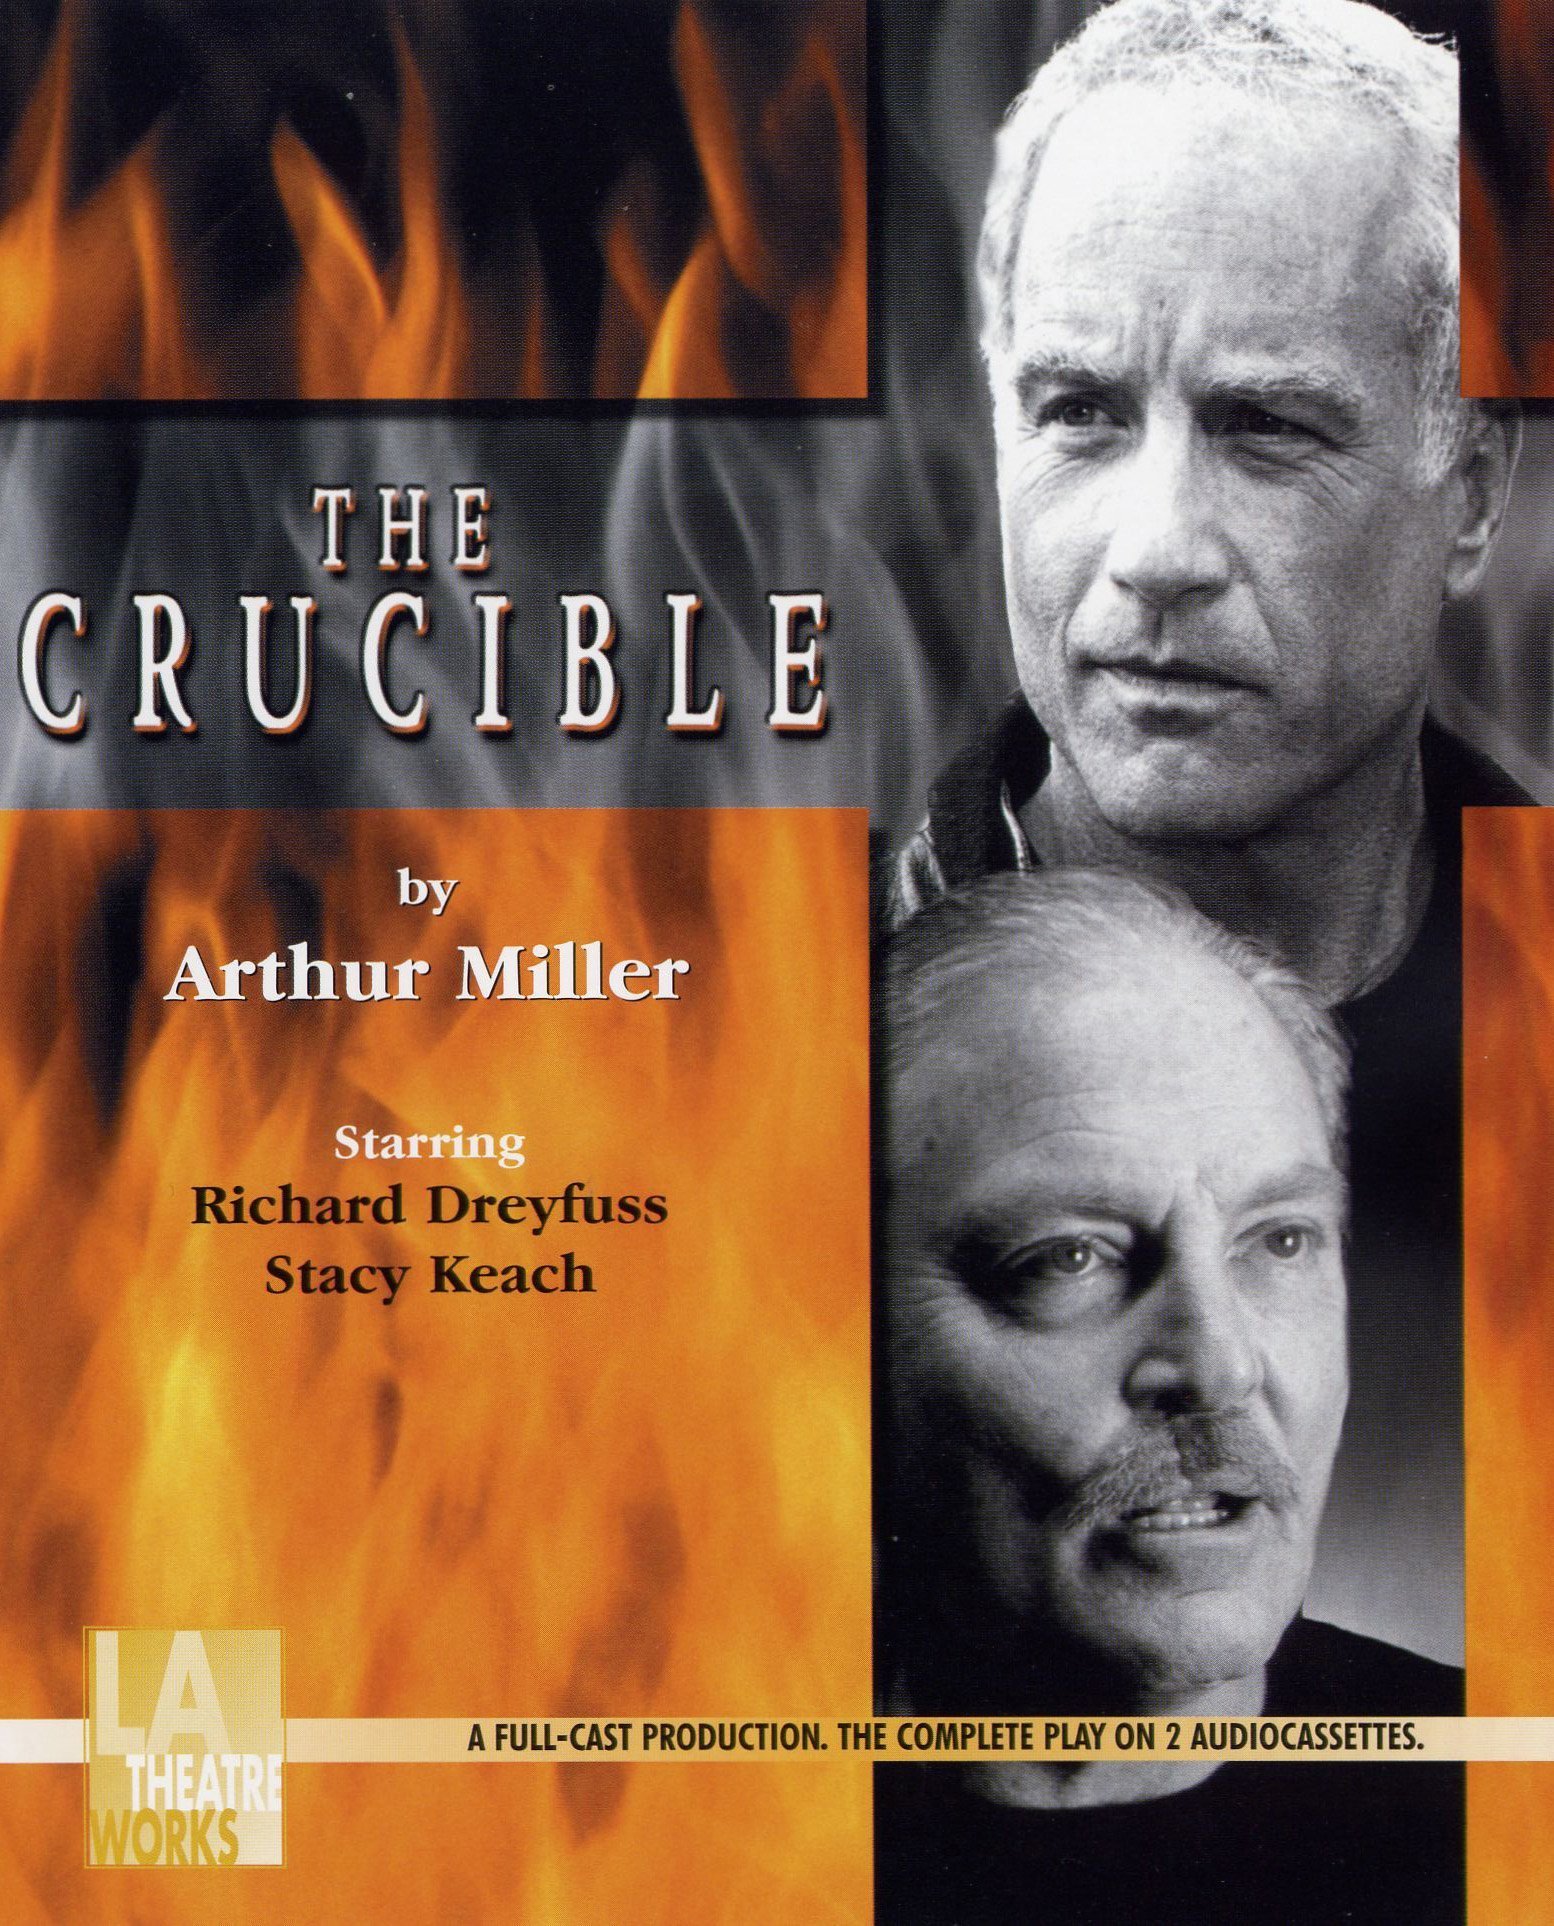 THE
CRUCIBLE
by
Arthur Miller
Starring
Richard Dreyfuss
Stacy Keach
A FULL-CAST PRODUCTION. THE COMPLETE PLAY ON 2 AUDIOCASSETTES.
LA
THEATRE
WORKS